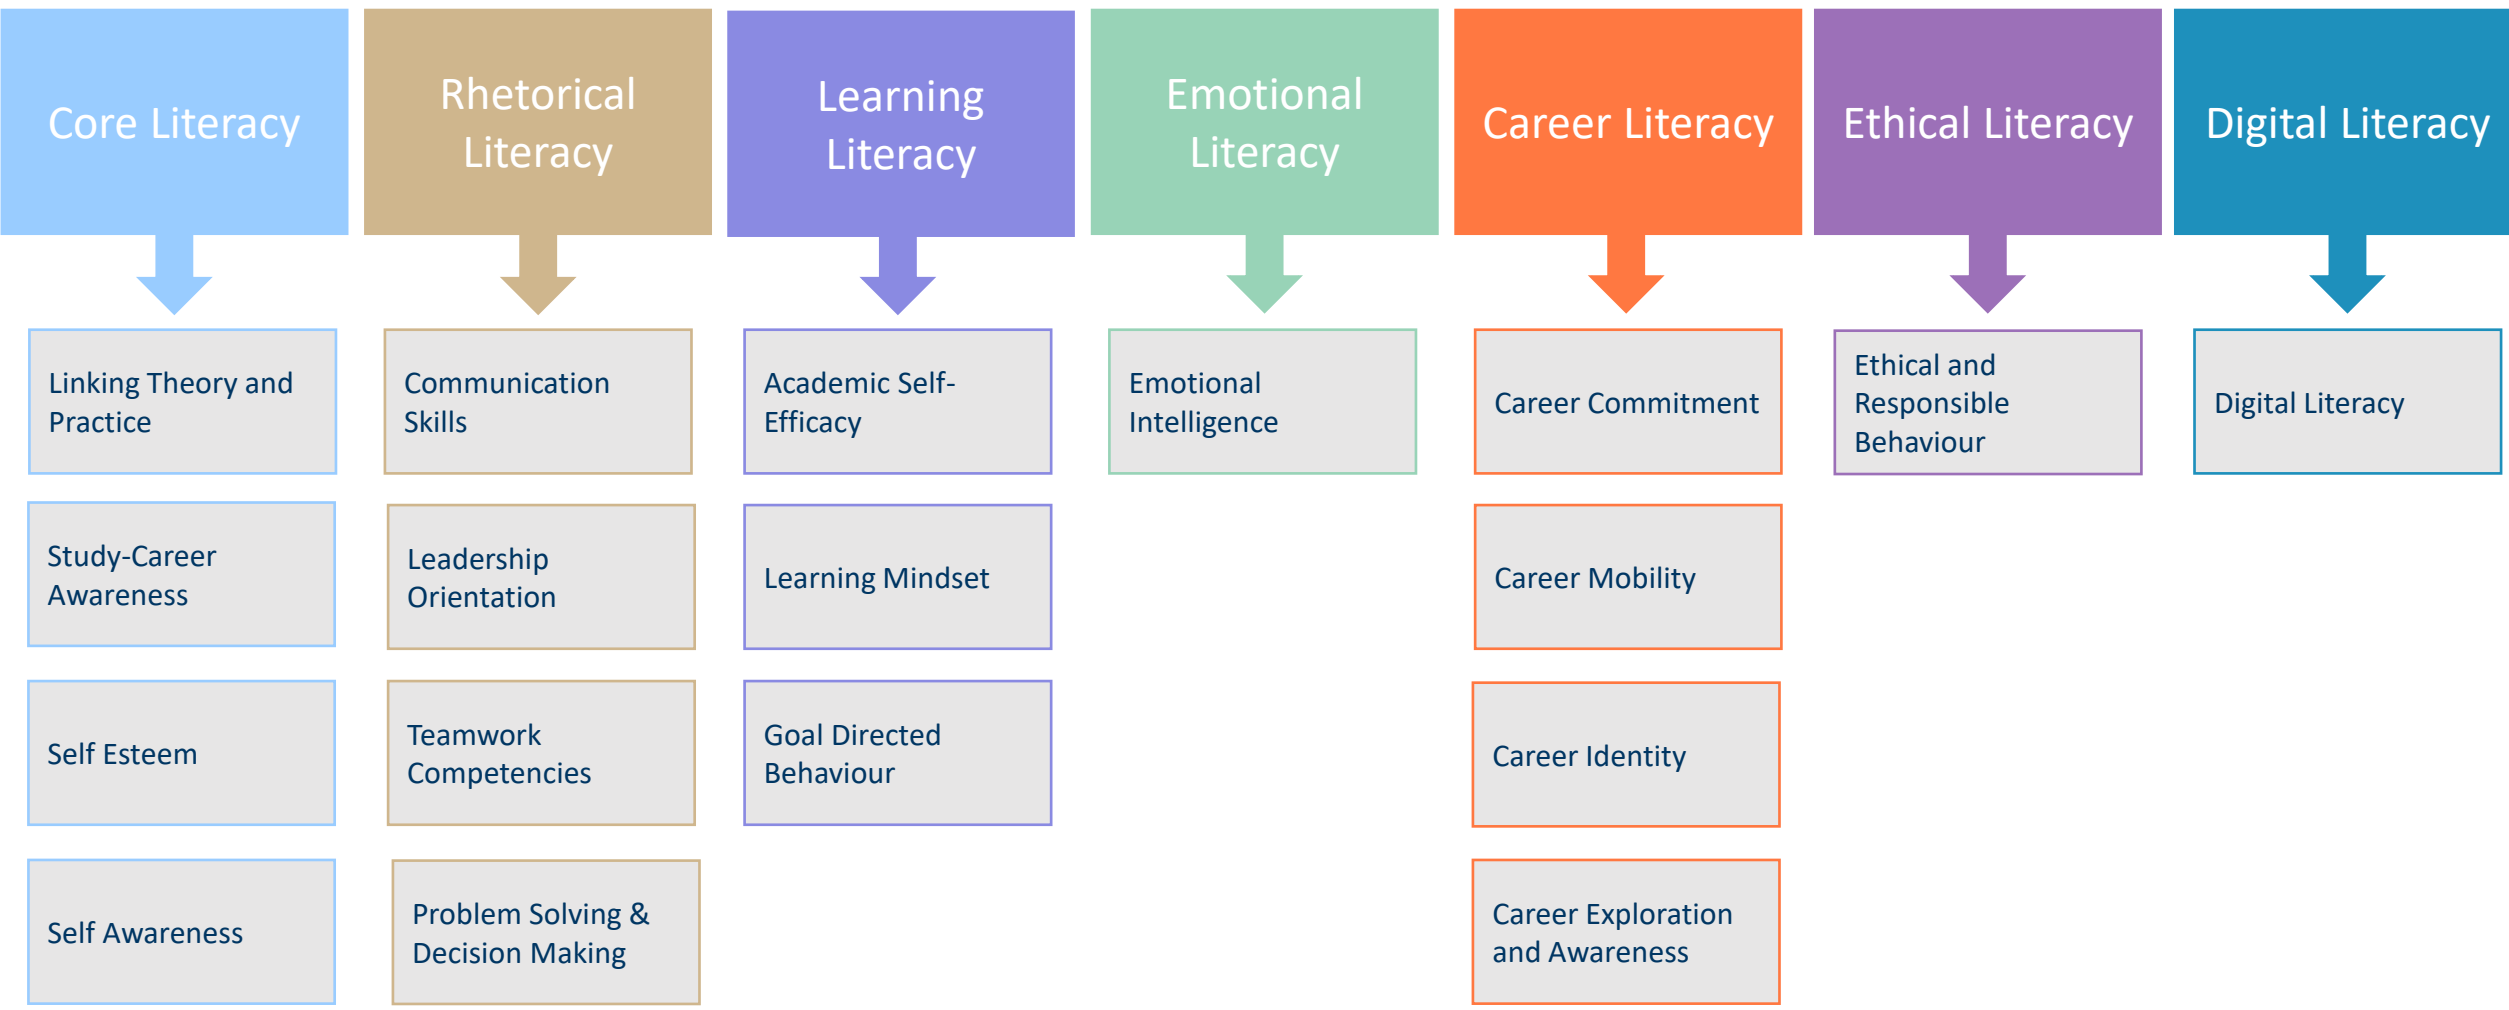 Core Literacy
Rhetorical
Literacy
Learning
Literacy
Emotional
Literacy
Career Literacy
Ethical Literacy
Digital Literacy
Linking Theory and
Practice
Communication
Skills
Academic Self-
Efficacy
Emotional
Intelligence
Career Commitment
Ethical and
Responsible
Behaviour
Digital Literacy
Study-Career
Awareness
Leadership
Orientation
Learning Mindset
Career Mobility
Self Esteem
Teamwork
Competencies
Goal Directed
Behaviour
Career Identity
Self Awareness
Problem Solving &
Decision Making
Career Exploration
and Awareness